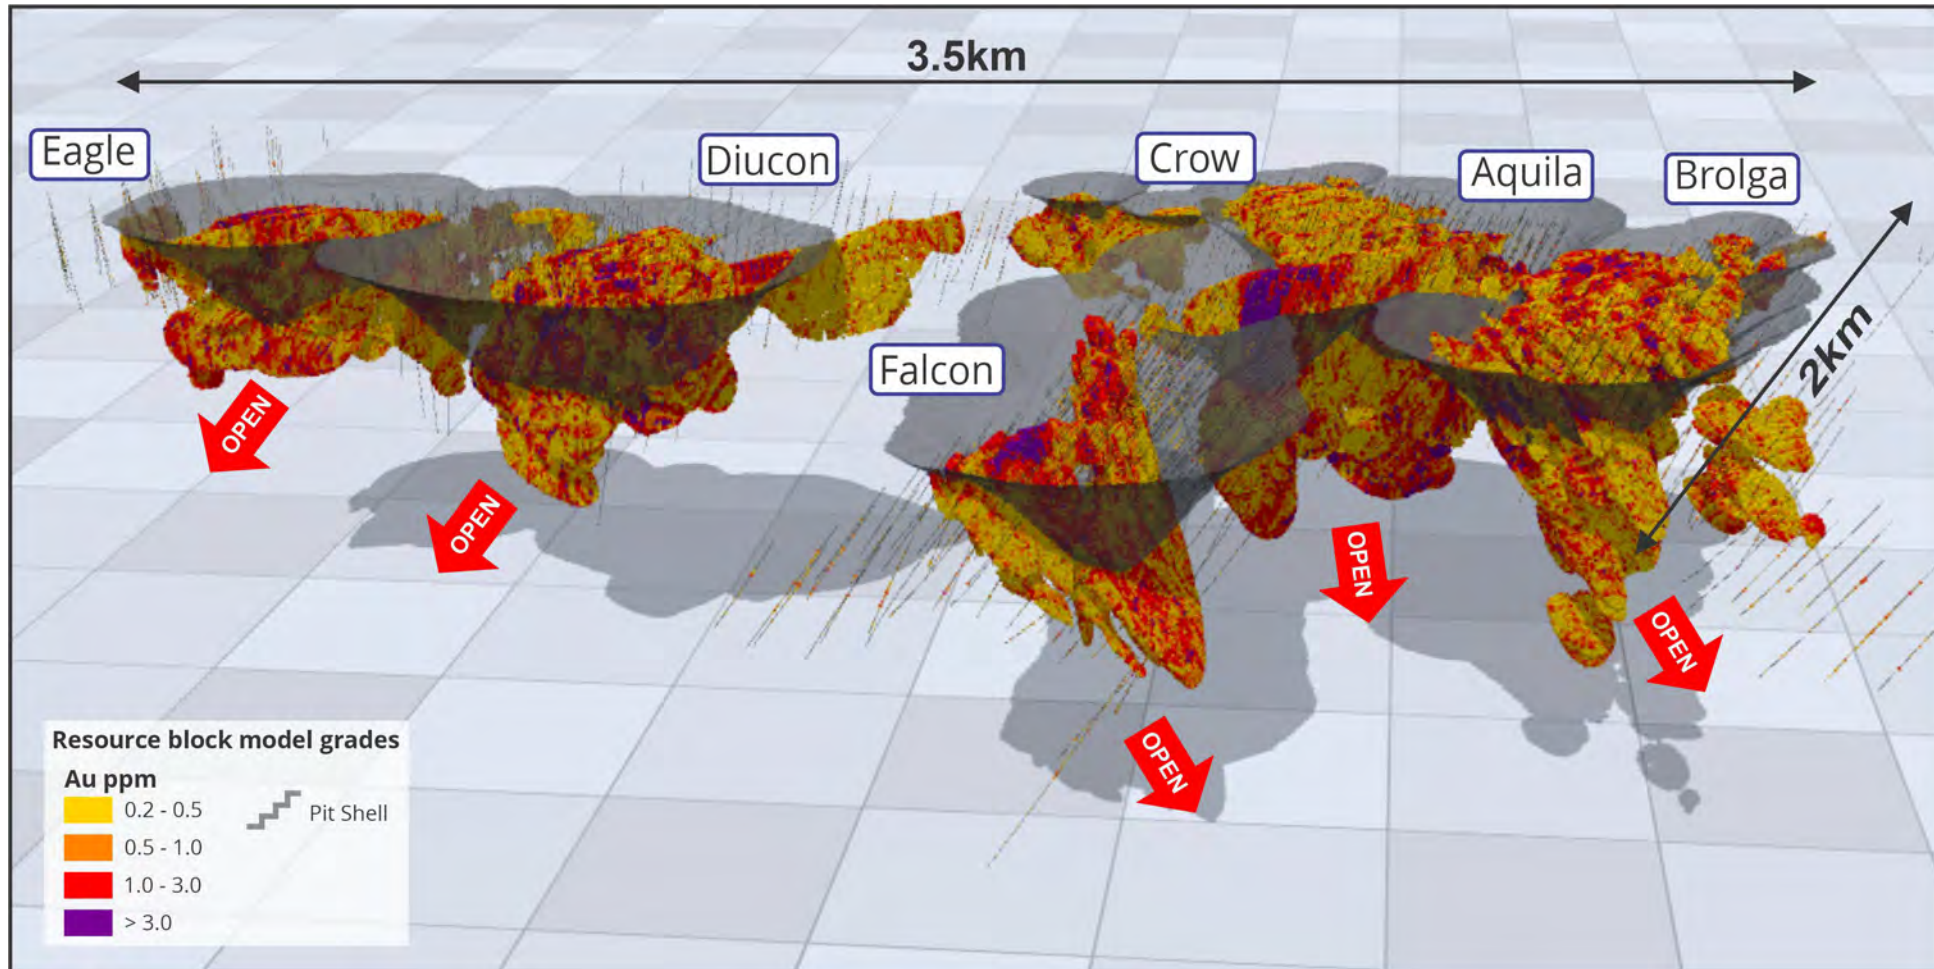 3.5km
Eagle
Diucon
Crow
Aquila
Brolga
Falcon
2km
OPEN
OPEN
OPEN
OPEN
OPEN
Resource block model grades
Au ppm
0.2 - 0.5
0.5 - 1.0
1.0 - 3.0
> 3.0
Pit Shell